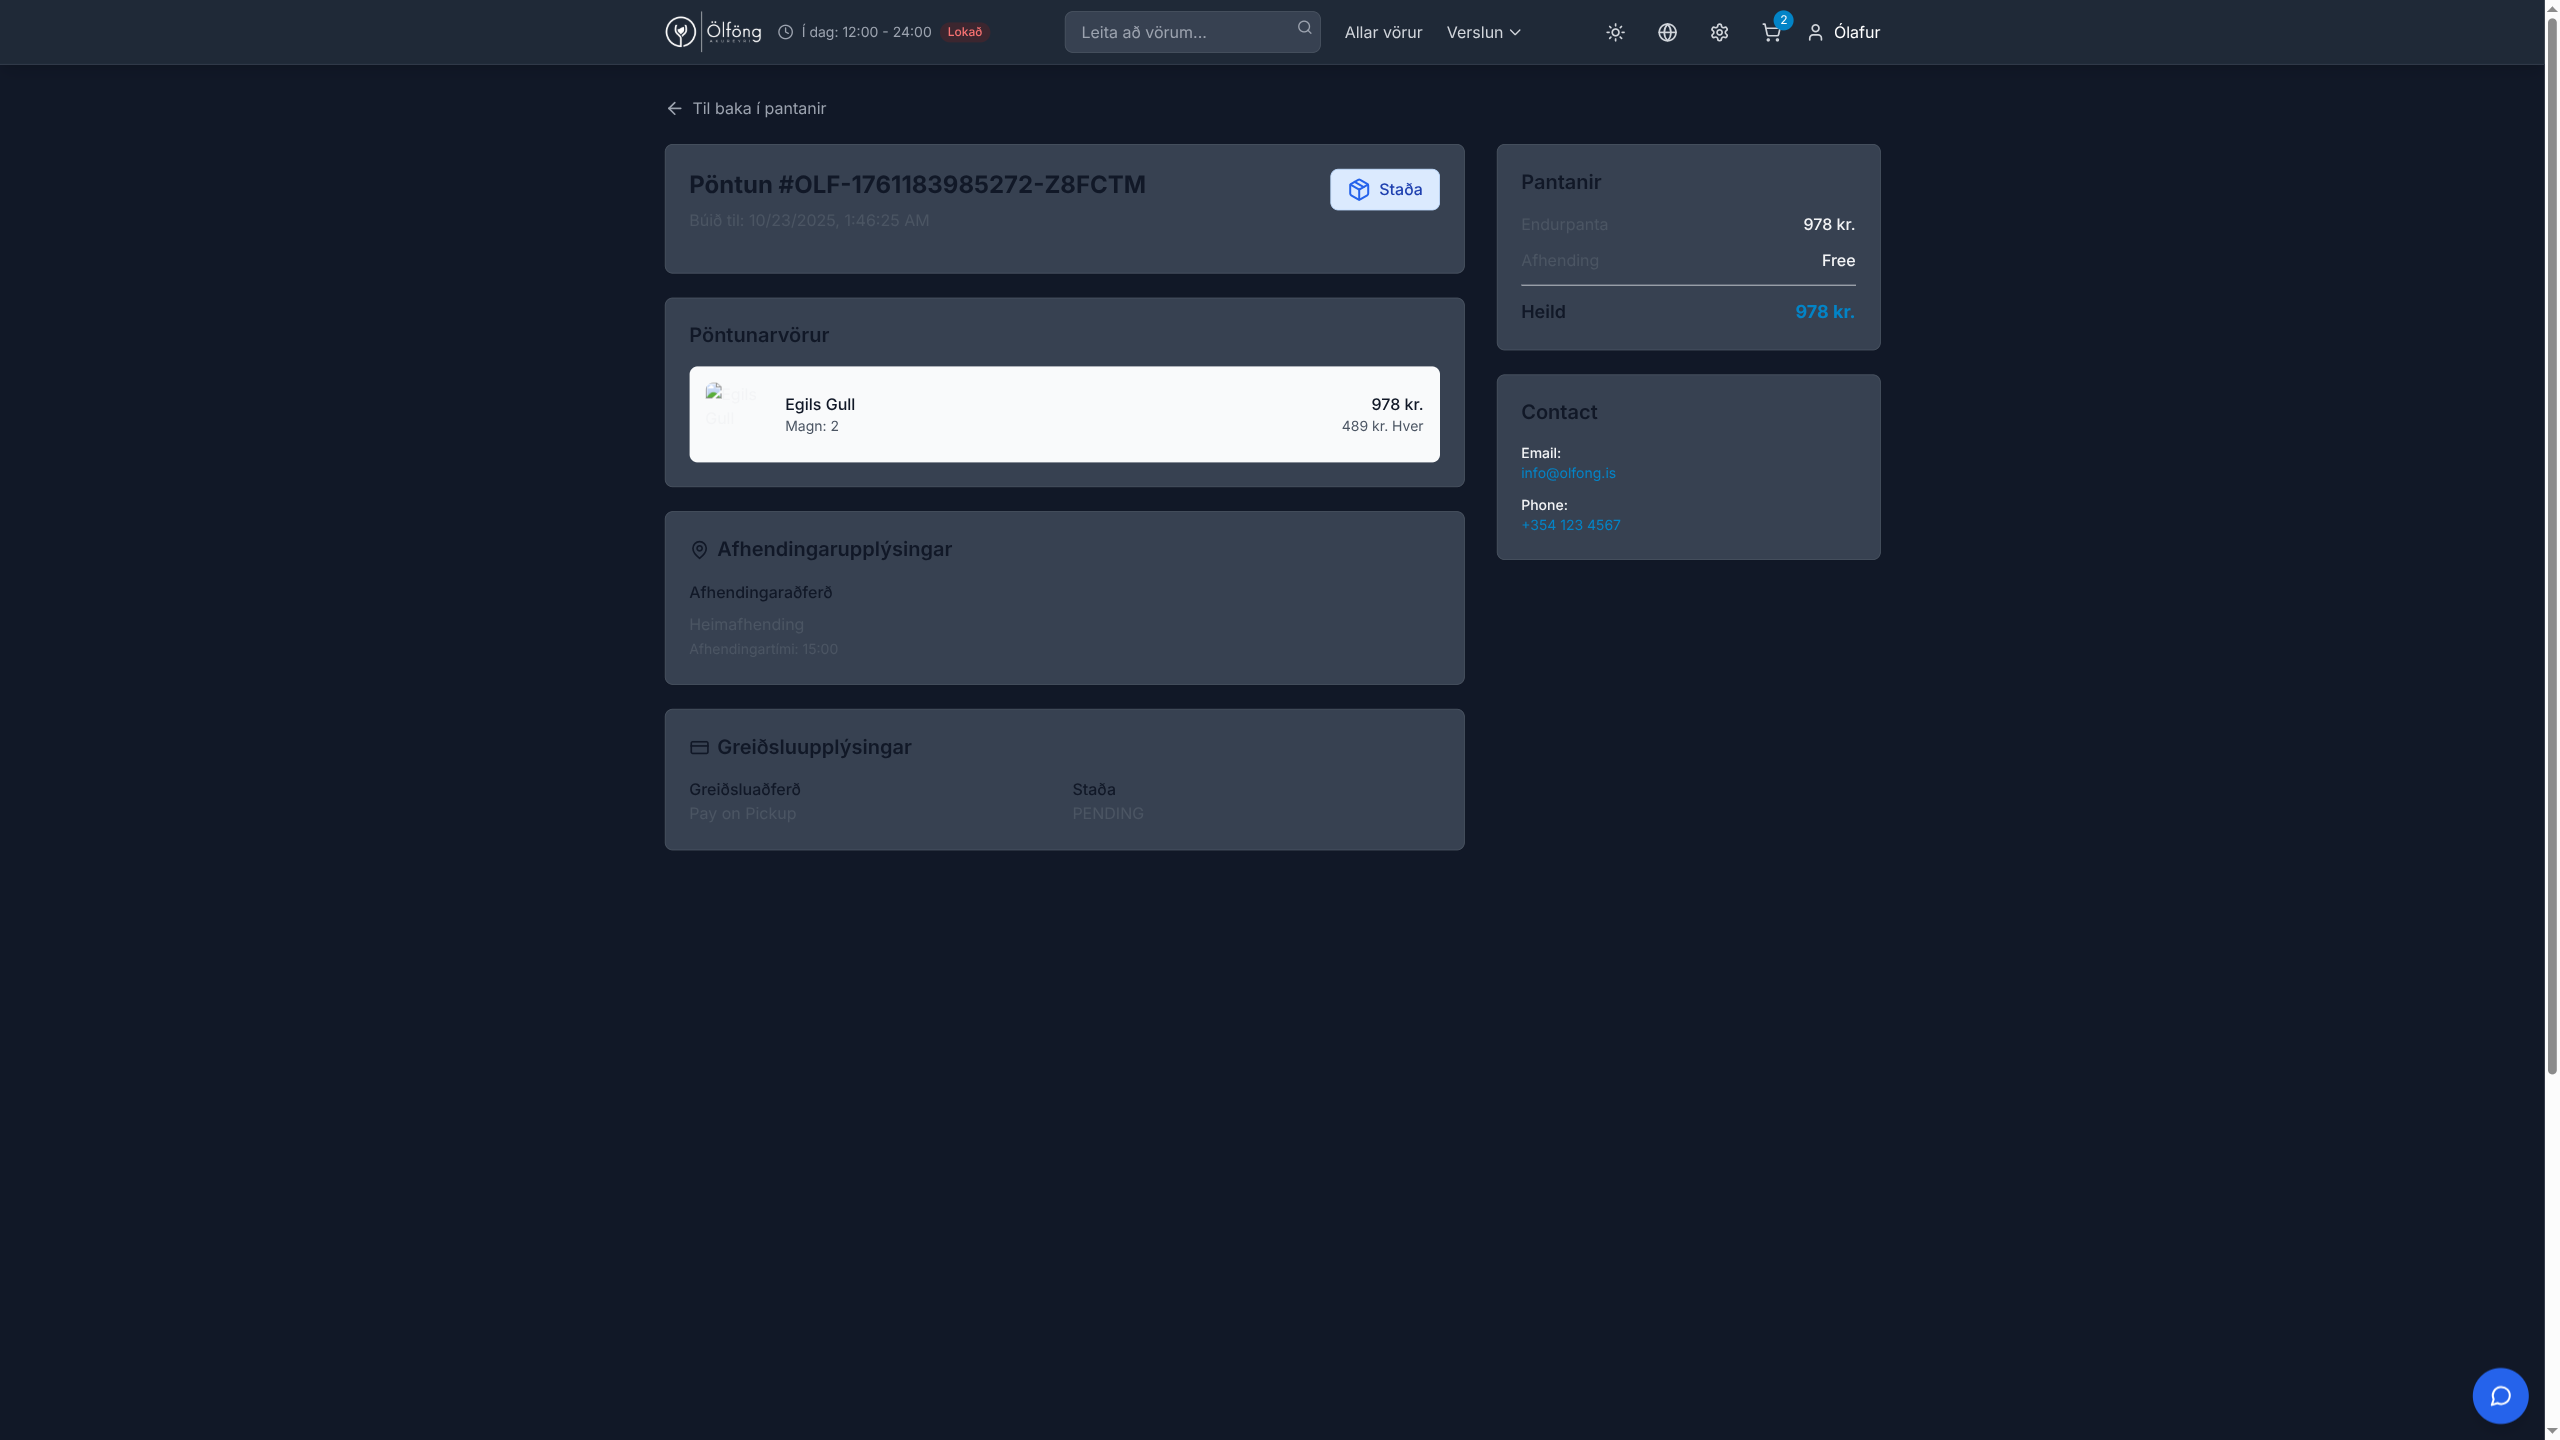 Ölföng
Í dag: 12:00 - 24:00
Lokað
Leita að vörum...
Allar vörur
Verslun
2
Ólafur
Til baka í pantanir
Pöntun #OLF-1761183985272-Z8FCTM
Staða
Búið til: 10/23/2025, 1:46:25 AM
Pöntunarvörur
Egils Gull
Egils Gull
Magn: 2
978 kr.
489 kr. Hver
Afhendingarupplýsingar
Afhendingaraðferð
Heimafhending
Afhendingartími: 15:00
Greiðsluupplýsingar
Greiðsluaðferð
Pay on Pickup
Staða
PENDING
Pantanir
Endurpanta
978 kr.
Afhending
Free
Heild
978 kr.
Contact
Email:
info@olfong.is
Phone:
+354 123 4567